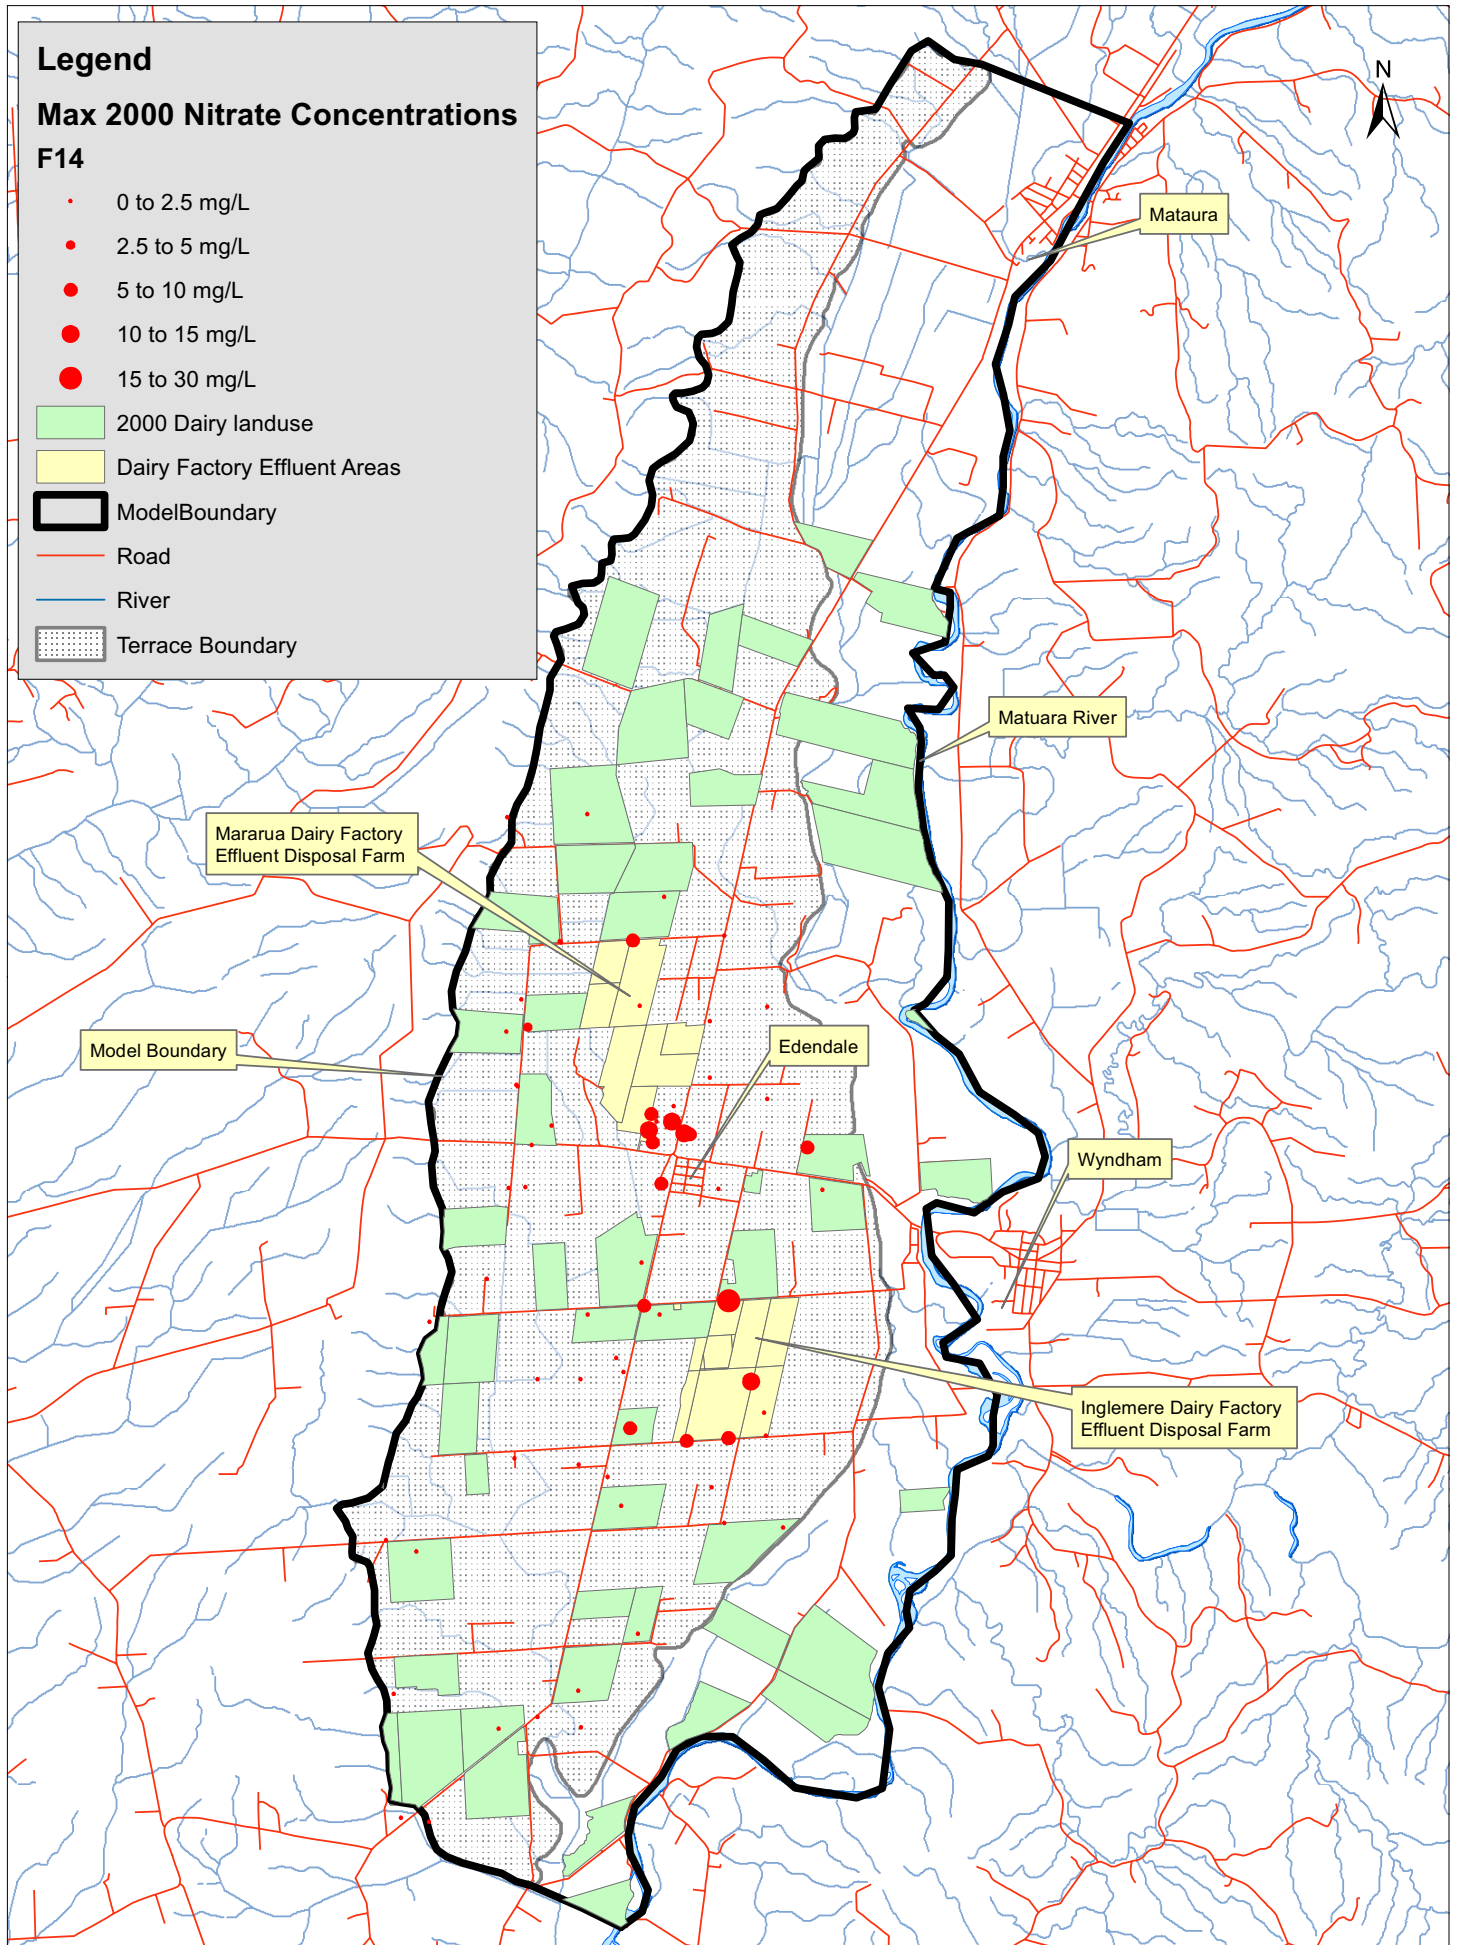 Legend
Max 2000 Nitrate Concentrations
F14
0 to 2.5 mg/L
2.5 to 5 mg/L
5 to 10 mg/L
10 to 15 mg/L
15 to 30 mg/L
2000 Dairy landuse
Dairy Factory Effluent Areas
ModelBoundary
Road
River
Terrace Boundary
N
Mataura
Matuara River
Mararua Dairy Factory
Effluent Disposal Farm
Model Boundary
Edendale
Wyndham
Inglemere Dairy Factory
Effluent Disposal Farm